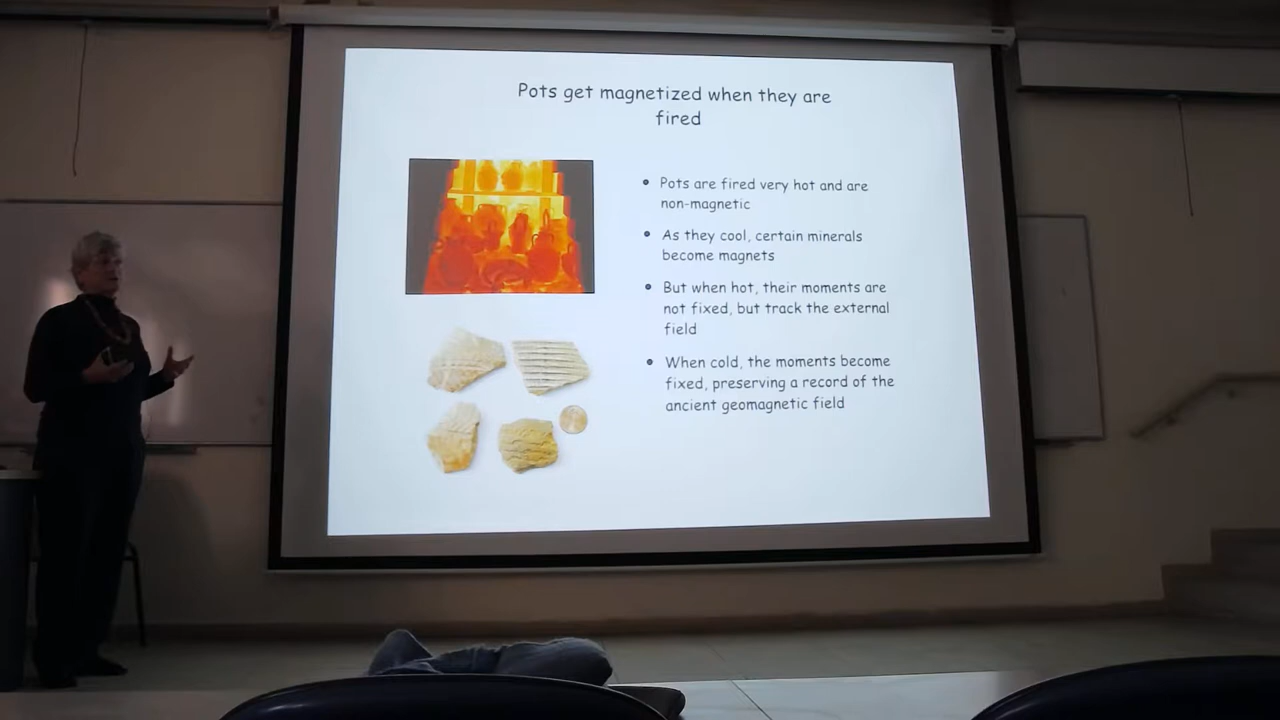 Pots get magnetized when they are
fired
Pots are fired very hot and are
non-magnetic
As they cool, certain minerals
become magnets
But when hot, their moments are
not fixed, but track the external
field
When cold, the moments become
fixed, preserving a record of the
ancient geomagnetic field